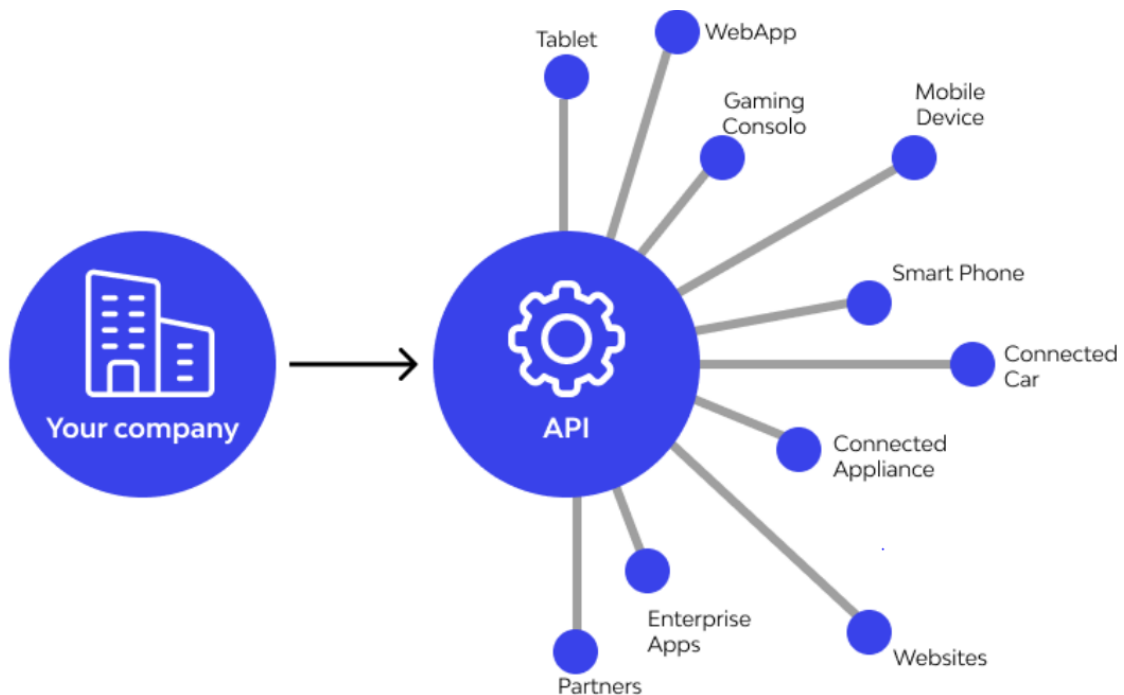 Tablet
WebApp
Gaming
Consolo
Mobile
Device
Smart Phone
Connected
Car
Your company
API
Connected
Appliance
Enterprise
Apps
Websites
Partners